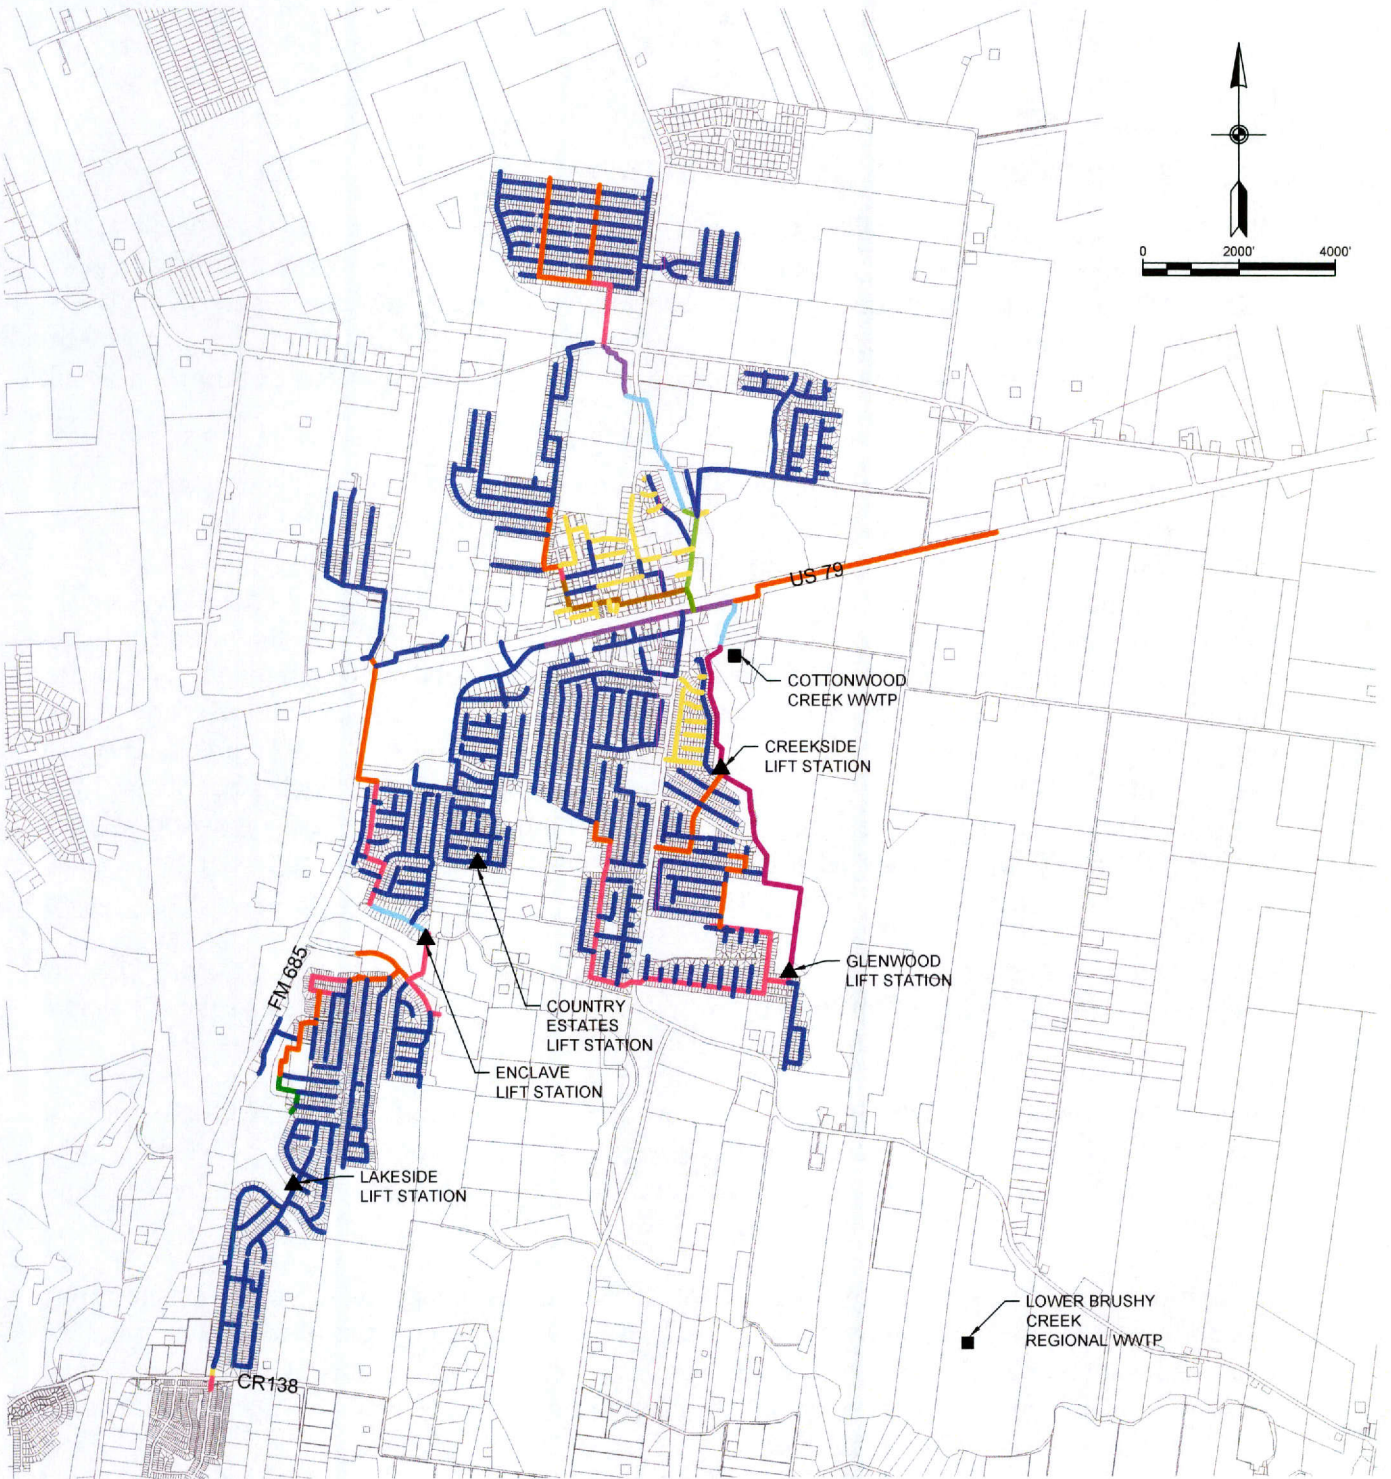 0 2000' 4000'
US 79
COTTONWOOD
CREEK WWTP
CREEKSIDE
LIFT STATION
GLENWOOD
LIFT STATION
FM 685
COUNTRY
ESTATES
LIFT STATION
ENCLAVE
LIFT STATION
LAKESIDE
LIFT STATION
LOWER BRUSHY
CREEK
REGIONAL WWTP
CR138